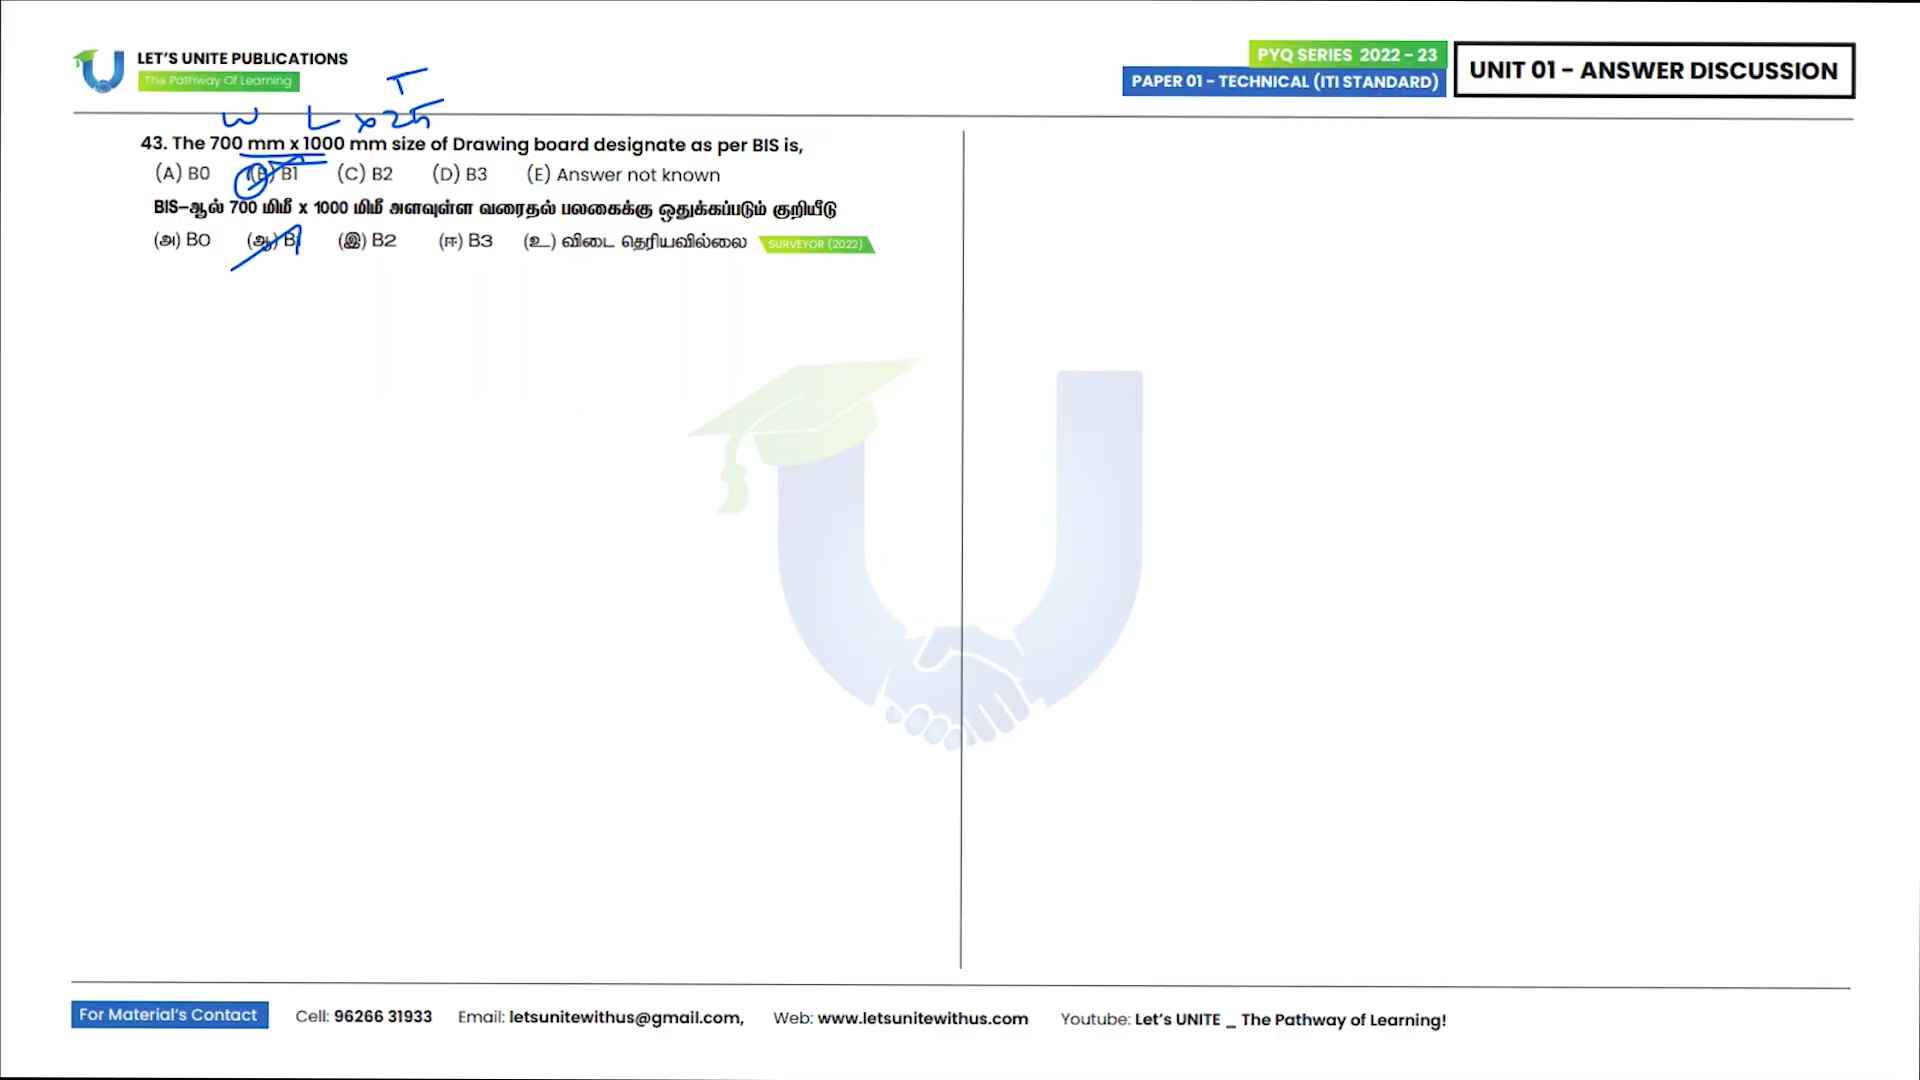 LET'S UNITE PUBLICATIONS
The Pathway Of Learning
PYQ SERIES 2022 - 23
PAPER 01 - TECHNICAL (ITI STANDARD)
UNIT 01 - ANSWER DISCUSSION
T
W L x 25
43. The 700 mm x 1000 mm size of Drawing board designate as per BIS is,
(A) B0 (B) B1 (C) B2 (D) B3 (E) Answer not known
BIS-ஆல் 700 மிமீ x 1000 மிமீ அளவுள்ள வரைதல் பலகைக்கு ஒதுக்கப்படும் குறியீடு
(அ) B0 (ஆ) B1 (இ) B2 (ஈ) B3 (உ) விடை தெரியவில்லை SURVEYOR (2022)
For Material's Contact Cell: 96266 31933 Email: letsunitewithus@gmail.com, Web: www.letsunitewithus.com Youtube: Let's UNITE _ The Pathway of Learning!